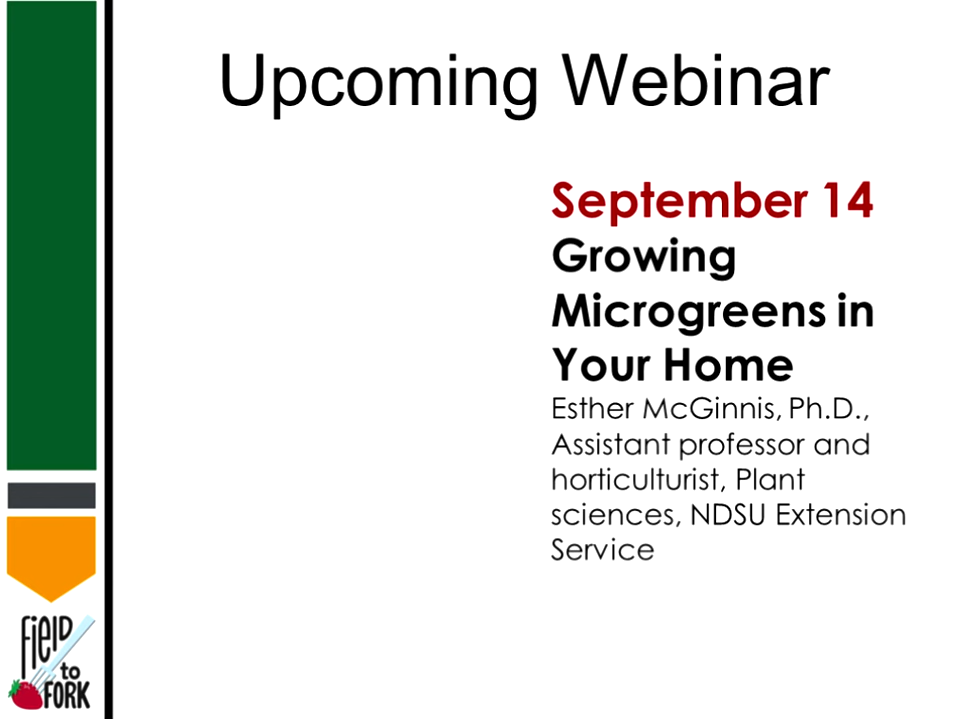 Upcoming Webinar
September 14
Growing
Microgreens in
Your Home
Esther McGinnis, Ph.D.,
Assistant professor and
horticulturist, Plant
sciences, NDSU Extension
Service
FiELD
to
FORK